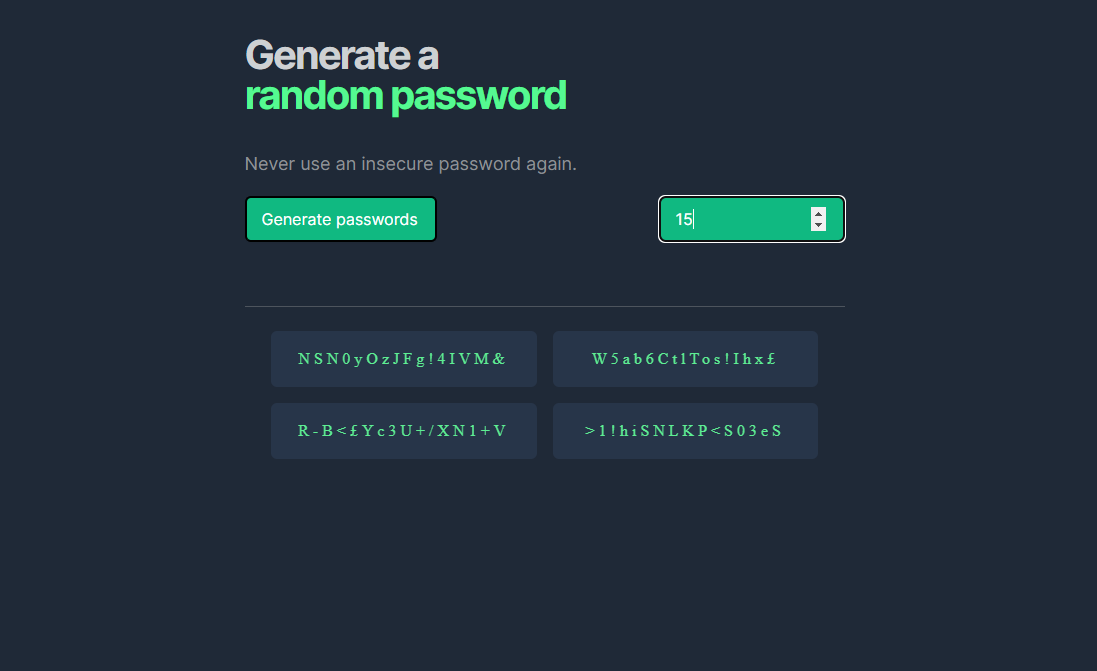 Generate a
random password
Never use an insecure password again.
Generate passwords
15
NSN0yOzJFg!4IVM&
W5ab6CtlTos!Ihx£
R-B<£Yc3U+/XN1+V
>1!hiSNLKP<S03eS